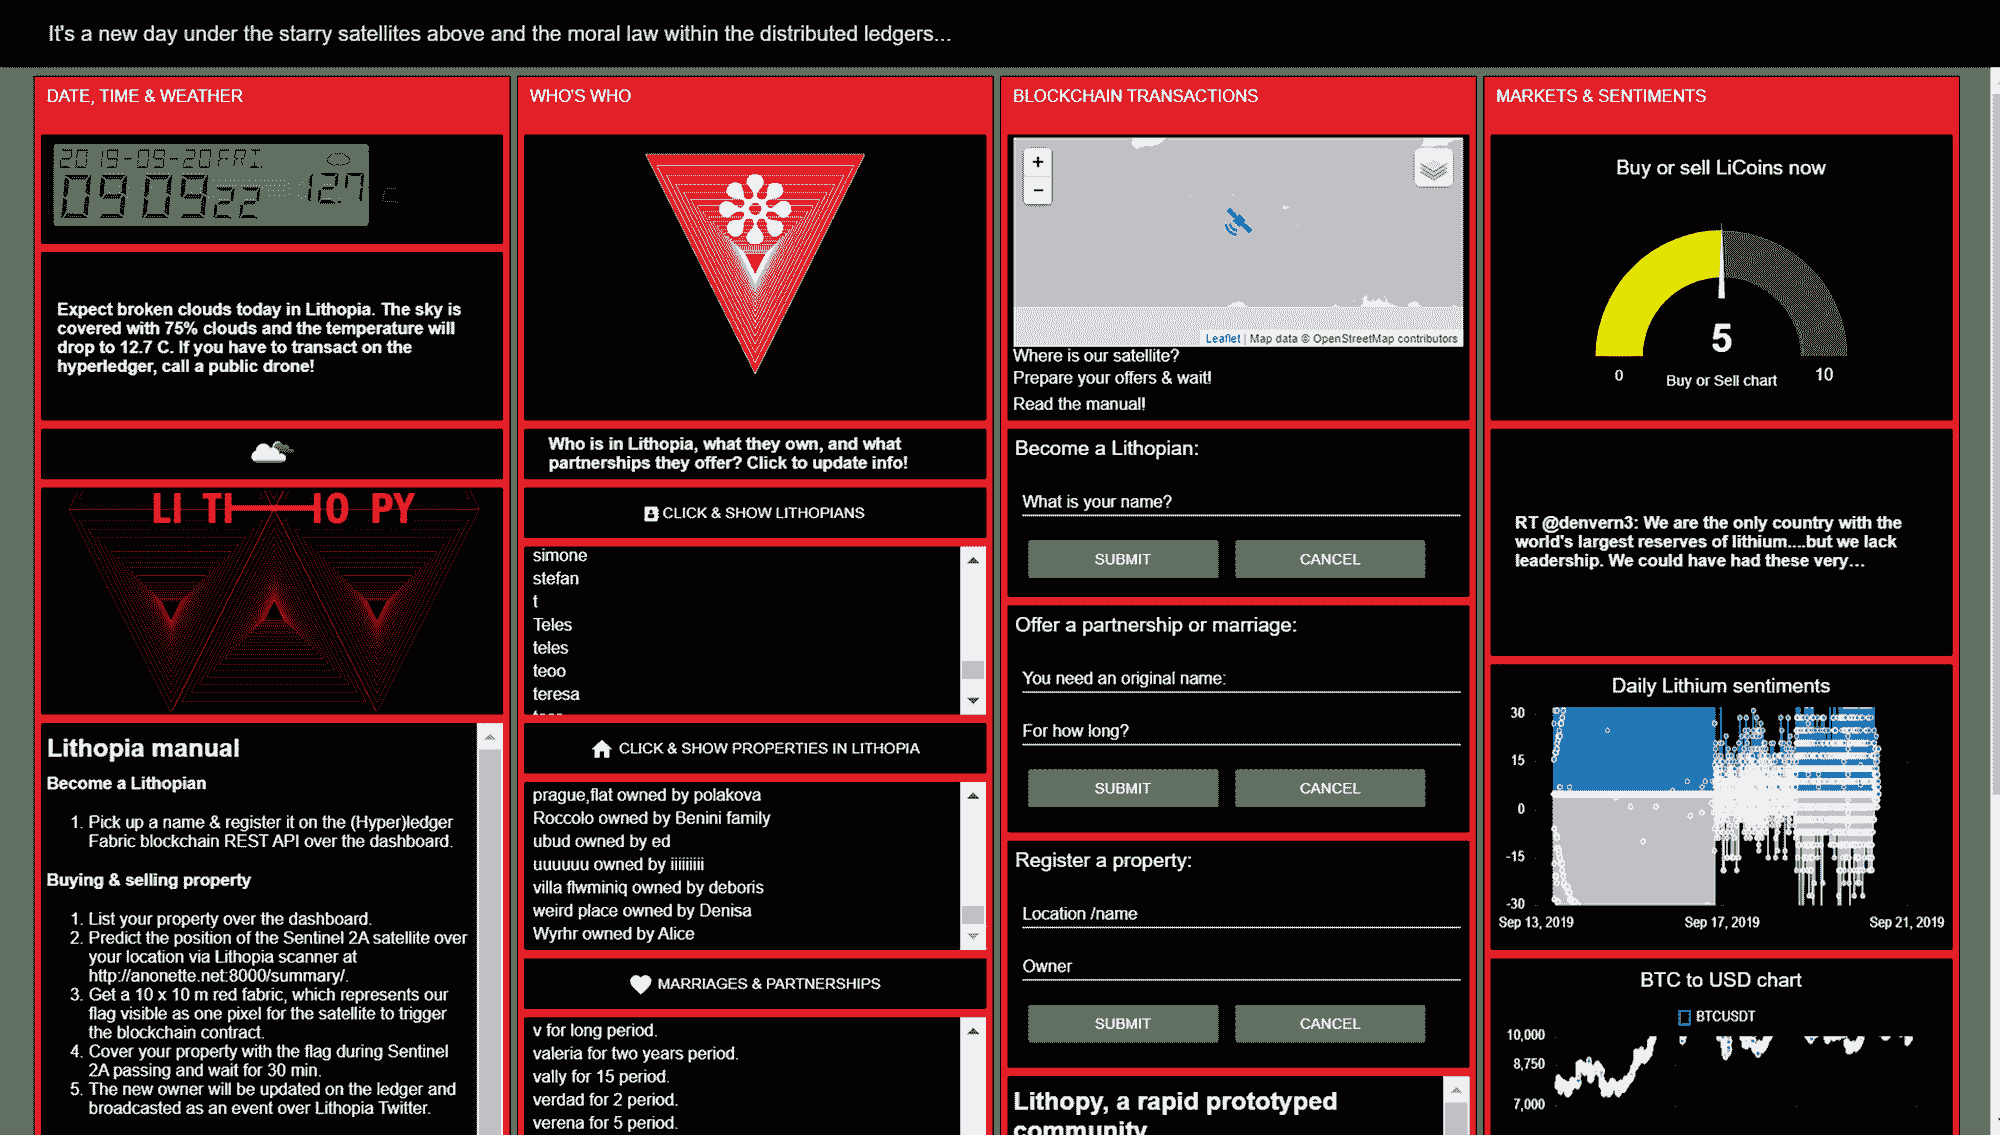 It's a new day under the starry satellites above and the moral law within the distributed ledgers...
DATE, TIME & WEATHER
2019-09-20 FRI.
09 09 22
12.7 C
Expect broken clouds today in Lithopia. The sky is
covered with 75% clouds and the temperature will
drop to 12.7 C. If you have to transact on the
hyperledger, call a public drone!
LI TH IO PY
Lithopia manual
Become a Lithopian
1. Pick up a name & register it on the (Hyper)ledger
Fabric blockchain REST API over the dashboard.
Buying & selling property
1. List your property over the dashboard.
2. Predict the position of the Sentinel 2A satellite over
your location via Lithopia scanner at
http://anonette.net:8000/summary/.
3. Get a 10 x 10 m red fabric, which represents our
flag visible as one pixel for the satellite to trigger
the blockchain contract.
4. Cover your property with the flag during Sentinel
2A passing and wait for 30 min.
5. The new owner will be updated on the ledger and
broadcasted as an event over Lithopia Twitter.
WHO'S WHO
Who is in Lithopia, what they own, and what
partnerships they offer? Click to update info!
CLICK & SHOW LITHOPIANS
simone
stefan
t
Teles
teles
teoo
teresa
CLICK & SHOW PROPERTIES IN LITHOPIA
prague,flat owned by polakova
Roccolo owned by Benini family
ubud owned by ed
uuuuuu owned by iiiiiiiii
villa flwminiq owned by deboris
weird place owned by Denisa
Wyrhr owned by Alice
MARRIAGES & PARTNERSHIPS
v for long period.
valeria for two years period.
vally for 15 period.
verdad for 2 period.
verena for 5 period.
BLOCKCHAIN TRANSACTIONS
+
−
Leaflet | Map data © OpenStreetMap contributors
Where is our satellite?
Prepare your offers & wait!
Read the manual!
Become a Lithopian:
What is your name?
SUBMIT CANCEL
Offer a partnership or marriage:
You need an original name:
For how long?
SUBMIT CANCEL
Register a property:
Location /name
Owner
SUBMIT CANCEL
Lithopy, a rapid prototyped
community
MARKETS & SENTIMENTS
Buy or sell LiCoins now
5
0 Buy or Sell chart 10
RT @denvern3: We are the only country with the
world's largest reserves of lithium....but we lack
leadership. We could have had these very…
Daily Lithium sentiments
30
15
0
-15
-30
Sep 13, 2019 Sep 17, 2019 Sep 21, 2019
BTC to USD chart
BTCUSDT
10,000
8,750
7,000